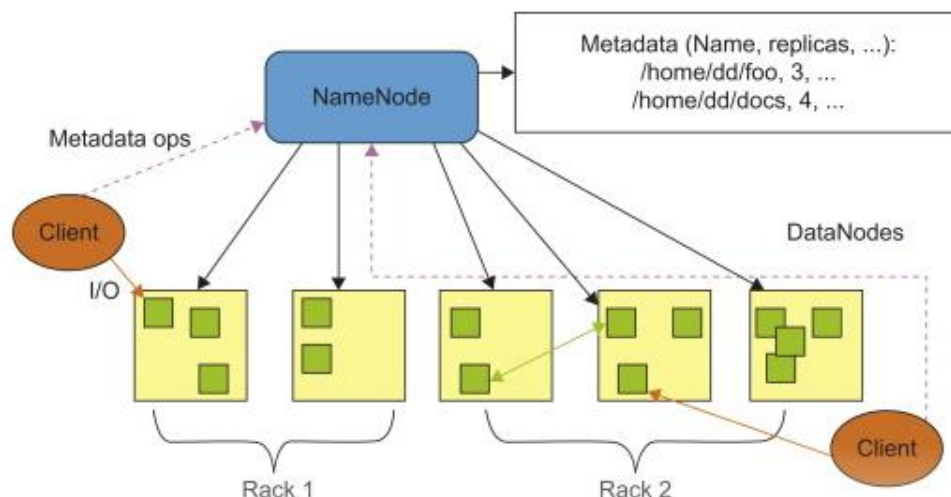 Metadata (Name, replicas, ...):
/home/dd/foo, 3, ...
/home/dd/docs, 4, ...
NameNode
Metadata ops
Client
DataNodes
I/O
Client
Rack 1
Rack 2